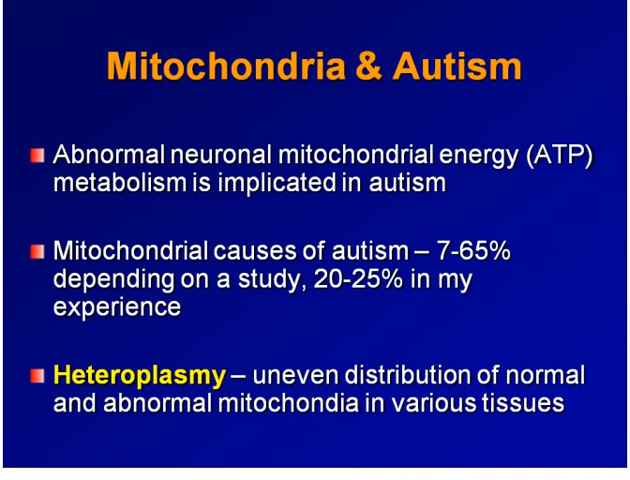 Mitochondria & Autism
Abnormal neuronal mitochondrial energy (ATP)
metabolism is implicated in autism
Mitochondrial causes of autism – 7-65%
depending on a study, 20-25% in my
experience
Heteroplasmy – uneven distribution of normal
and abnormal mitochondia in various tissues